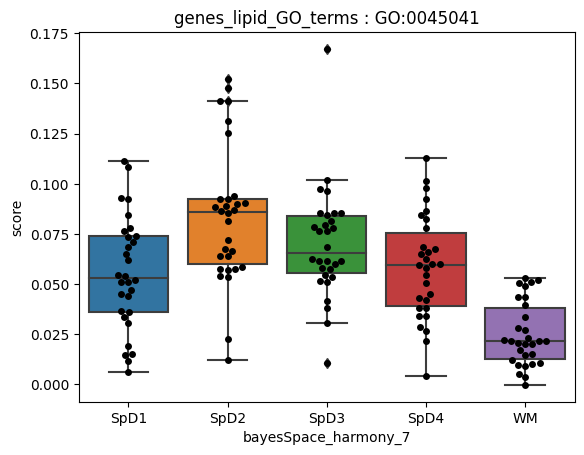 genes_lipid_GO_terms : GO:0045041
0.175
0.150
0.125
0.100
0.075
0.050
0.025
0.000
score
SpD1 SpD2 SpD3 SpD4 WM
bayesSpace_harmony_7